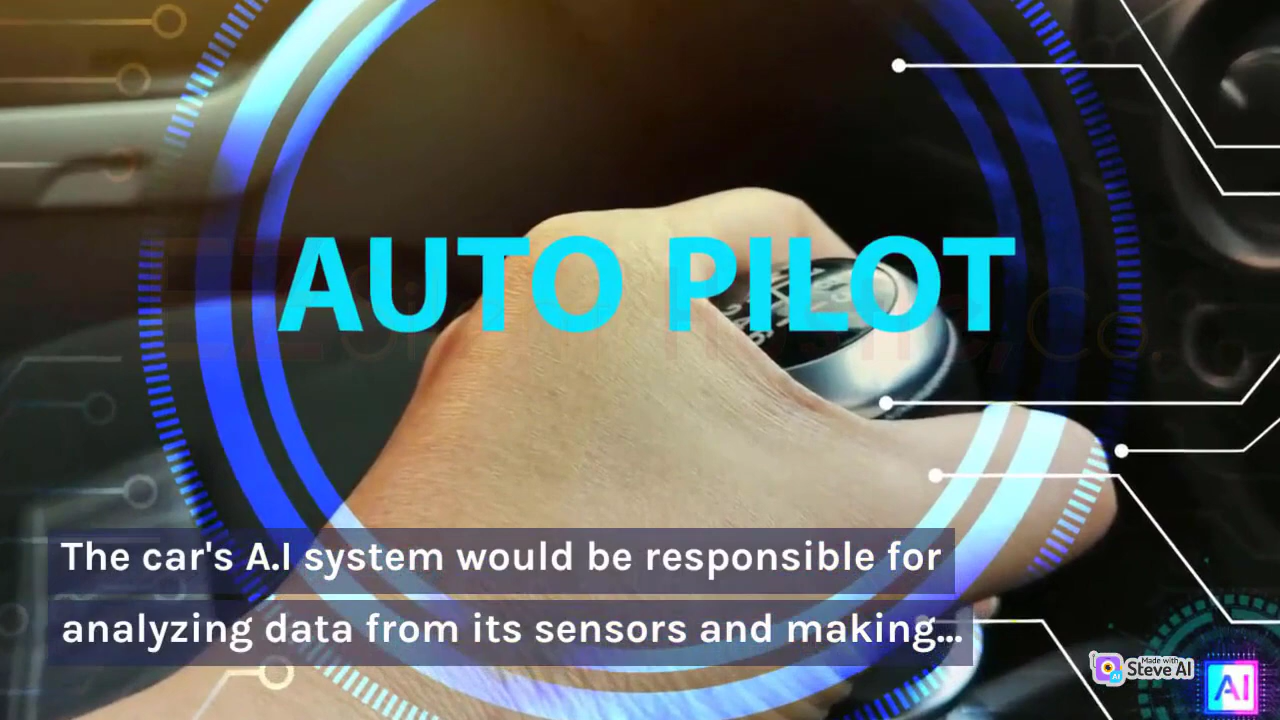 AUTO PILOT
The car's A.I system would be responsible for
analyzing data from its sensors and making...
Made with
Steve AI
AI